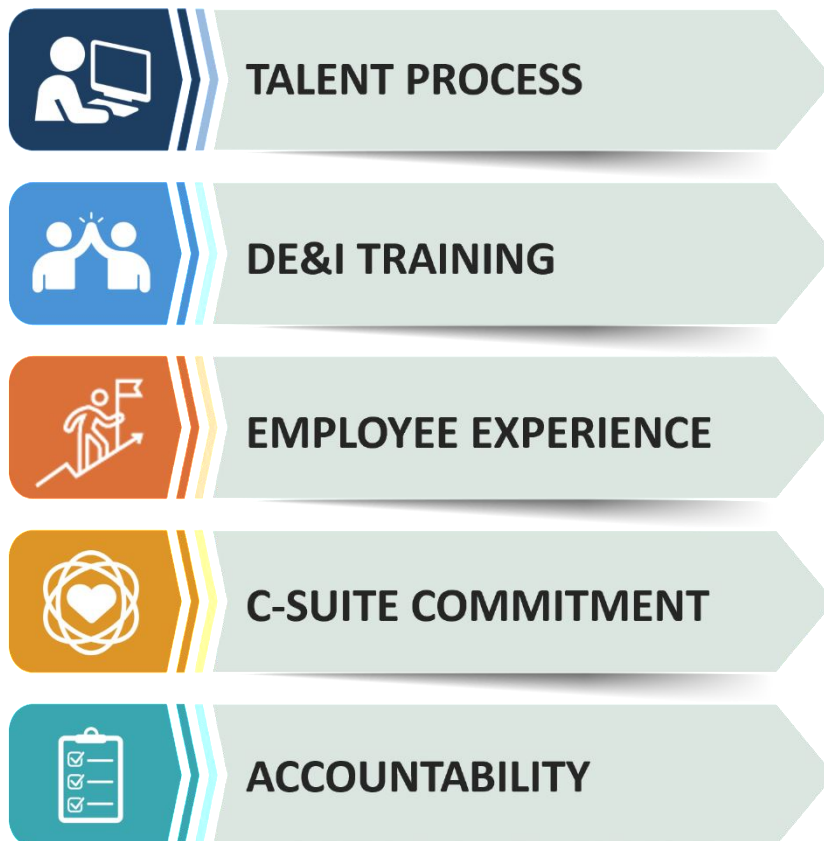 TALENT PROCESS
DE&I TRAINING
EMPLOYEE EXPERIENCE
C-SUITE COMMITMENT
ACCOUNTABILITY